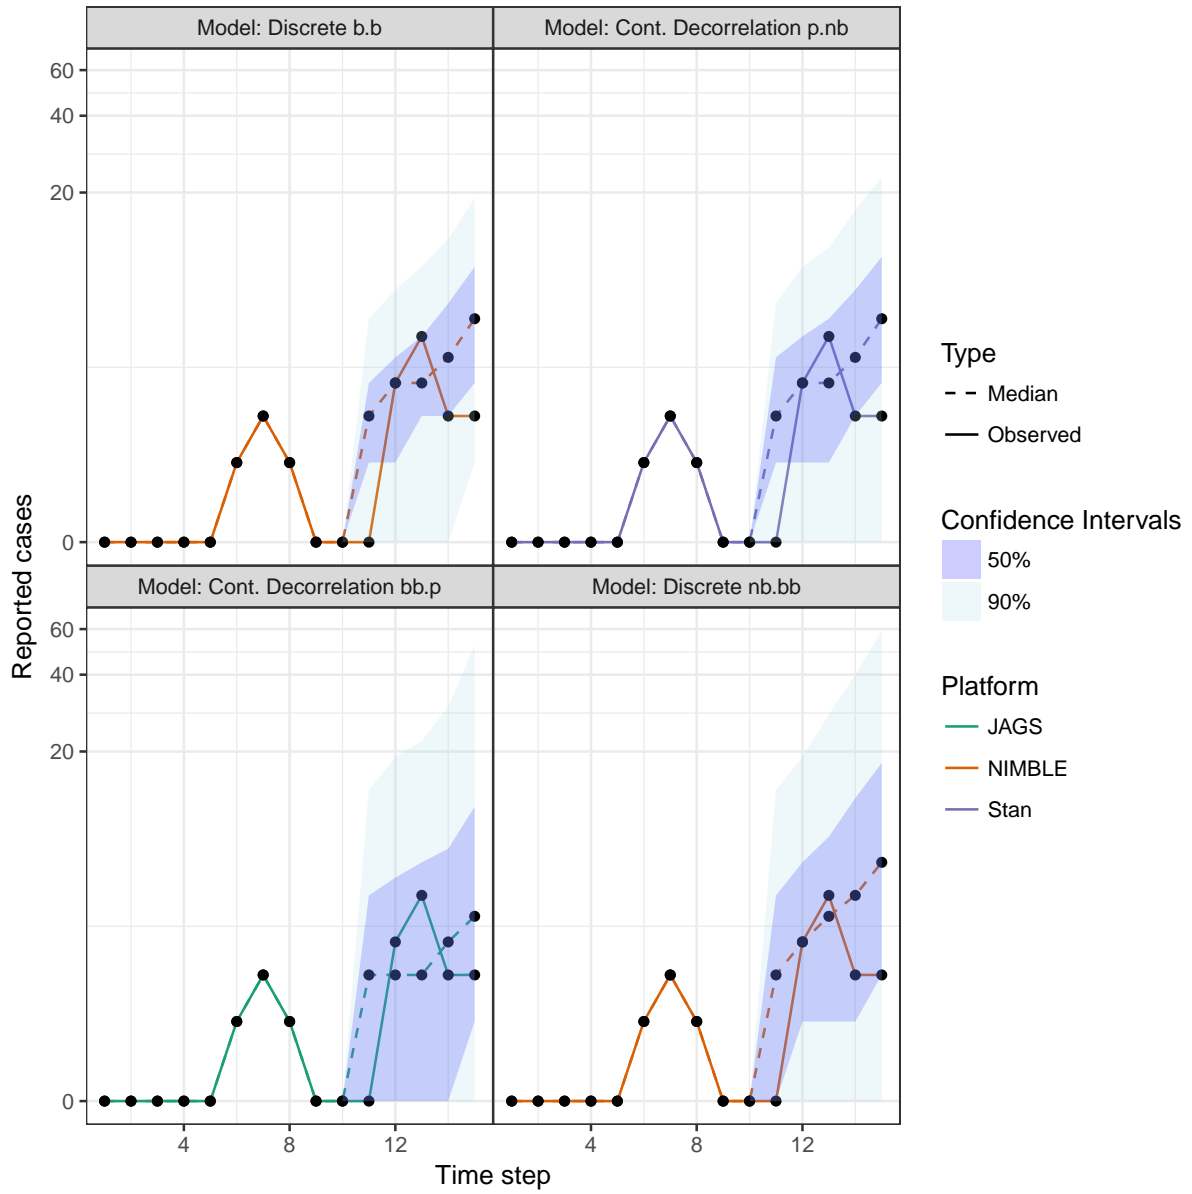 Model: Discrete b.b
Model: Cont. Decorrelation p.nb
60
40
20
0
Model: Cont. Decorrelation bb.p
Model: Discrete nb.bb
60
40
20
0
4
8
12
4
8
12
Time step
Reported cases
Type
Median
Observed
Confidence Intervals
50%
90%
Platform
JAGS
NIMBLE
Stan